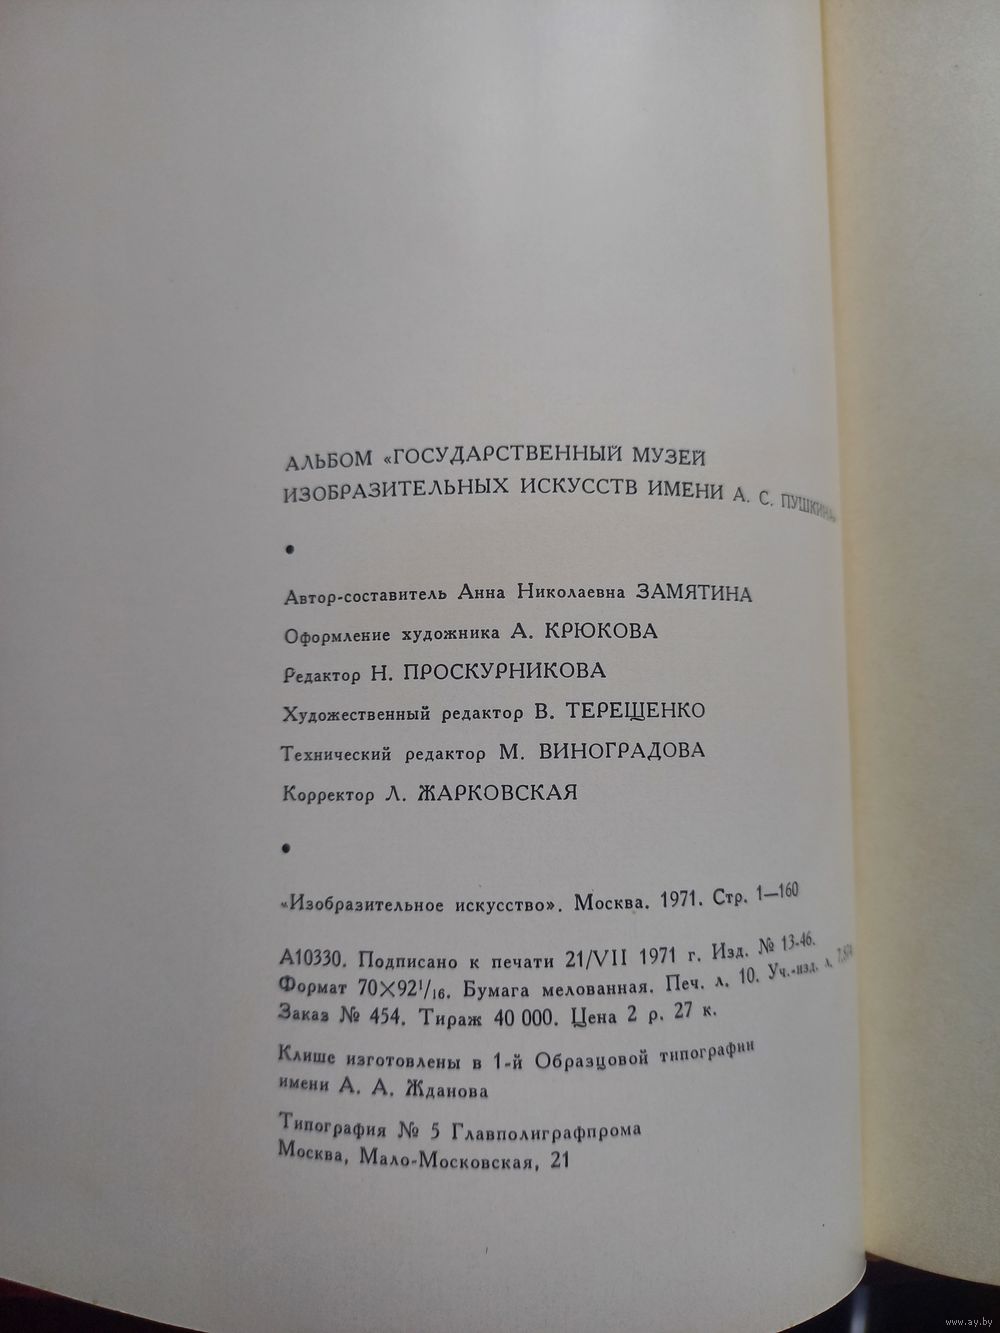 АЛЬБОМ «ГОСУДАРСТВЕННЫЙ МУЗЕЙ
ИЗОБРАЗИТЕЛЬНЫХ ИСКУССТВ ИМЕНИ А. С. ПУШКИНА»
•
Автор-составитель Анна Николаевна ЗАМЯТИНА
Оформление художника А. КРЮКОВА
Редактор Н. ПРОСКУРНИКОВА
Художественный редактор В. ТЕРЕЩЕНКО
Технический редактор М. ВИНОГРАДОВА
Корректор Л. ЖАРКОВСКАЯ
•
«Изобразительное искусство». Москва. 1971. Стр. 1—160
А10330. Подписано к печати 21/VII 1971 г. Изд. № 13-46.
Формат 70×92¹/₁₆. Бумага мелованная. Печ. л. 10. Уч.-изд. л.
Заказ № 454. Тираж 40 000. Цена 2 р. 27 к.
Клише изготовлены в 1-й Образцовой типографии
имени А. А. Жданова
Типография № 5 Главполиграфпрома
Москва, Мало-Московская, 21
www.ay.by